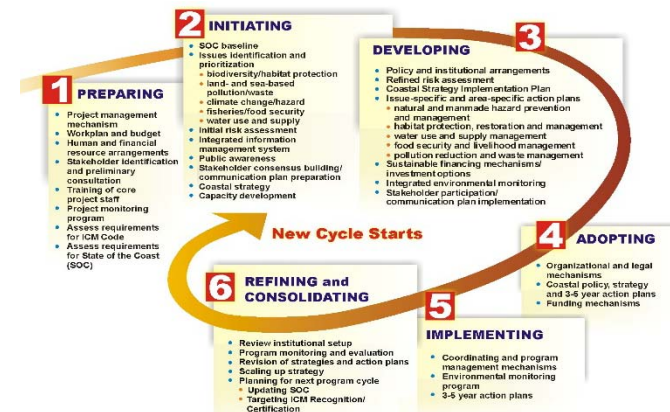 1
PREPARING
Project management
mechanism
Workplan and budget
Human and financial
resource arrangements
Stakeholder identification
and preliminary
consultation
Training of core
project staff
Project monitoring
program
Assess requirements
for ICM Code
Assess requirements
for State of the Coast
(SOC)
2
INITIATING
SOC baseline
Issues identification and
prioritization
biodiversity/habitat protection
land- and sea-based
pollution/waste
climate change/hazard
fisheries/food security
water use and supply
Initial risk assessment
Integrated information
management system
Public awareness
Stakeholder consensus building/
communication plan preparation
Coastal strategy
Capacity development
3
DEVELOPING
Policy and institutional arrangements
Refined risk assessment
Coastal Strategy Implementation Plan
Issue-specific and area-specific action plans
natural and manmade hazard prevention
and management
habitat protection, restoration and management
water use and supply management
food security and livelihood management
pollution reduction and waste management
Sustainable financing mechanisms/
investment options
Integrated environmental monitoring
Stakeholder participation/
communication plan implementation
New Cycle Starts
4
ADOPTING
Organizational and legal
mechanisms
Coastal policy, strategy
and 3-5 year action plans
Funding mechanisms
5
IMPLEMENTING
Coordinating and program
management mechanisms
Environmental monitoring
program
3-5 year action plans
6
REFINING and
CONSOLIDATING
Review institutional setup
Program monitoring and evaluation
Revision of strategies and action plans
Scaling up strategy
Planning for next program cycle
Updating SOC
Targeting ICM Recognition/
Certification